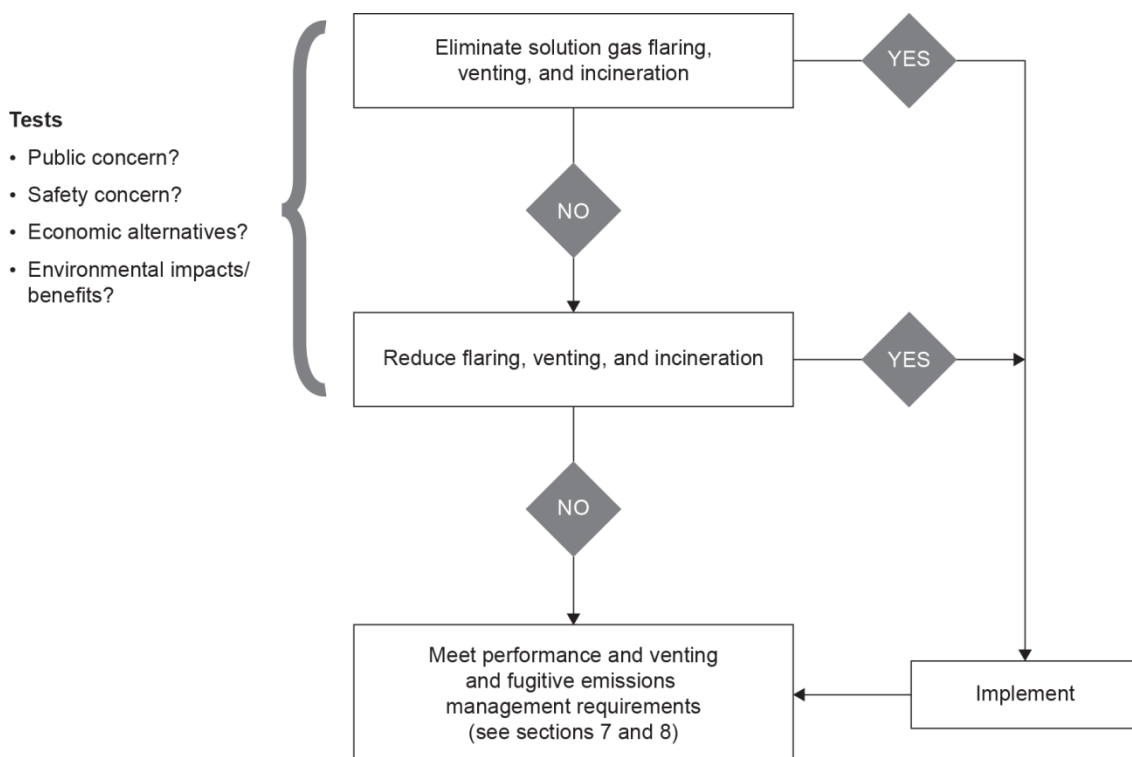 Tests
• Public concern?
• Safety concern?
• Economic alternatives?
• Environmental impacts/
benefits?
Eliminate solution gas flaring,
venting, and incineration
YES
NO
Reduce flaring, venting, and incineration
YES
NO
Meet performance and venting
and fugitive emissions
management requirements
(see sections 7 and 8)
Implement